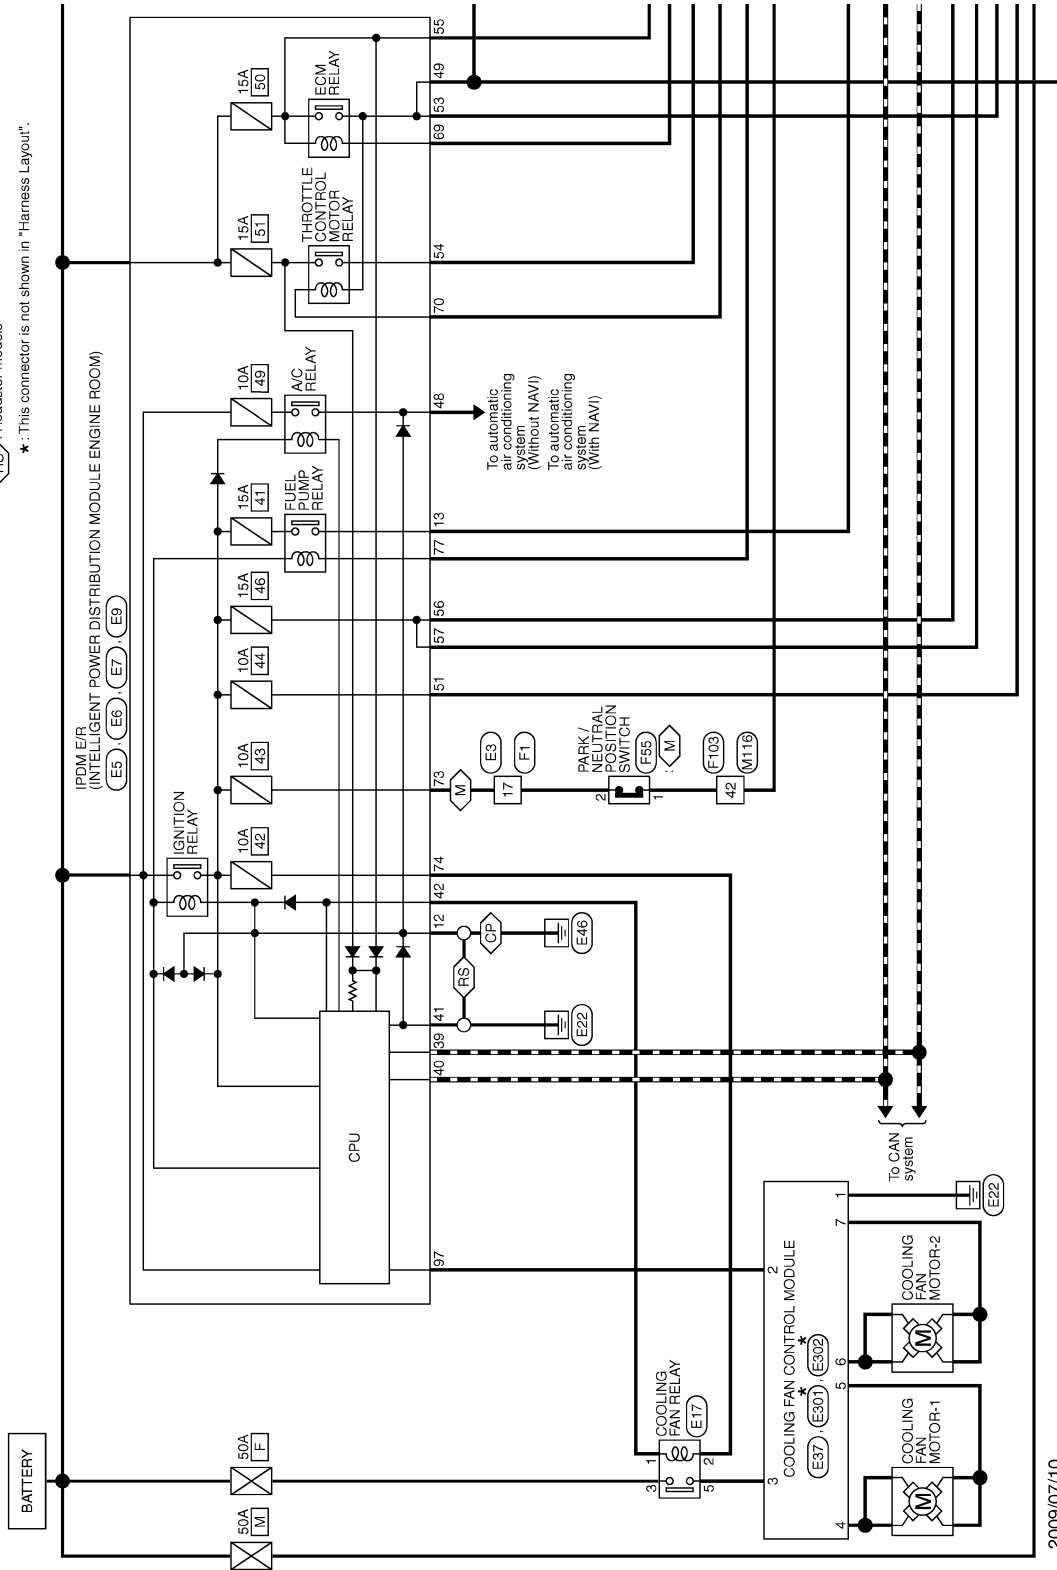 ★ : This connector is not shown in "Harness Layout".
BATTERY
50A
M
50A
F
IPDM E/R
(INTELLIGENT POWER DISTRIBUTION MODULE ENGINE ROOM)
E5 , E6 , E7 , E9
CPU
IGNITION
RELAY
10A
42
10A
43
10A
44
15A
46
15A
41
FUEL
PUMP
RELAY
10A
49
A/C
RELAY
15A
51
THROTTLE
CONTROL
MOTOR
RELAY
15A
50
ECM
RELAY
97
40
39
41
12
42
74
73
51
57
56
77
13
48
70
54
69
53
49
55
RS
CP
E22
E46
M
17
E3
F1
PARK /
NEUTRAL
POSITION
SWITCH
F55
: M
2
1
42
F103
M116
To automatic
air conditioning
system
(Without NAVI)
To automatic
air conditioning
system
(With NAVI)
COOLING
FAN RELAY
E17
1
2
3
5
To CAN
system
COOLING FAN CONTROL MODULE
E37 , E301★ , E302★
3
2
4
5
6
7
1
E22
COOLING
FAN
MOTOR-1
M
COOLING
FAN
MOTOR-2
M
2009/07/10